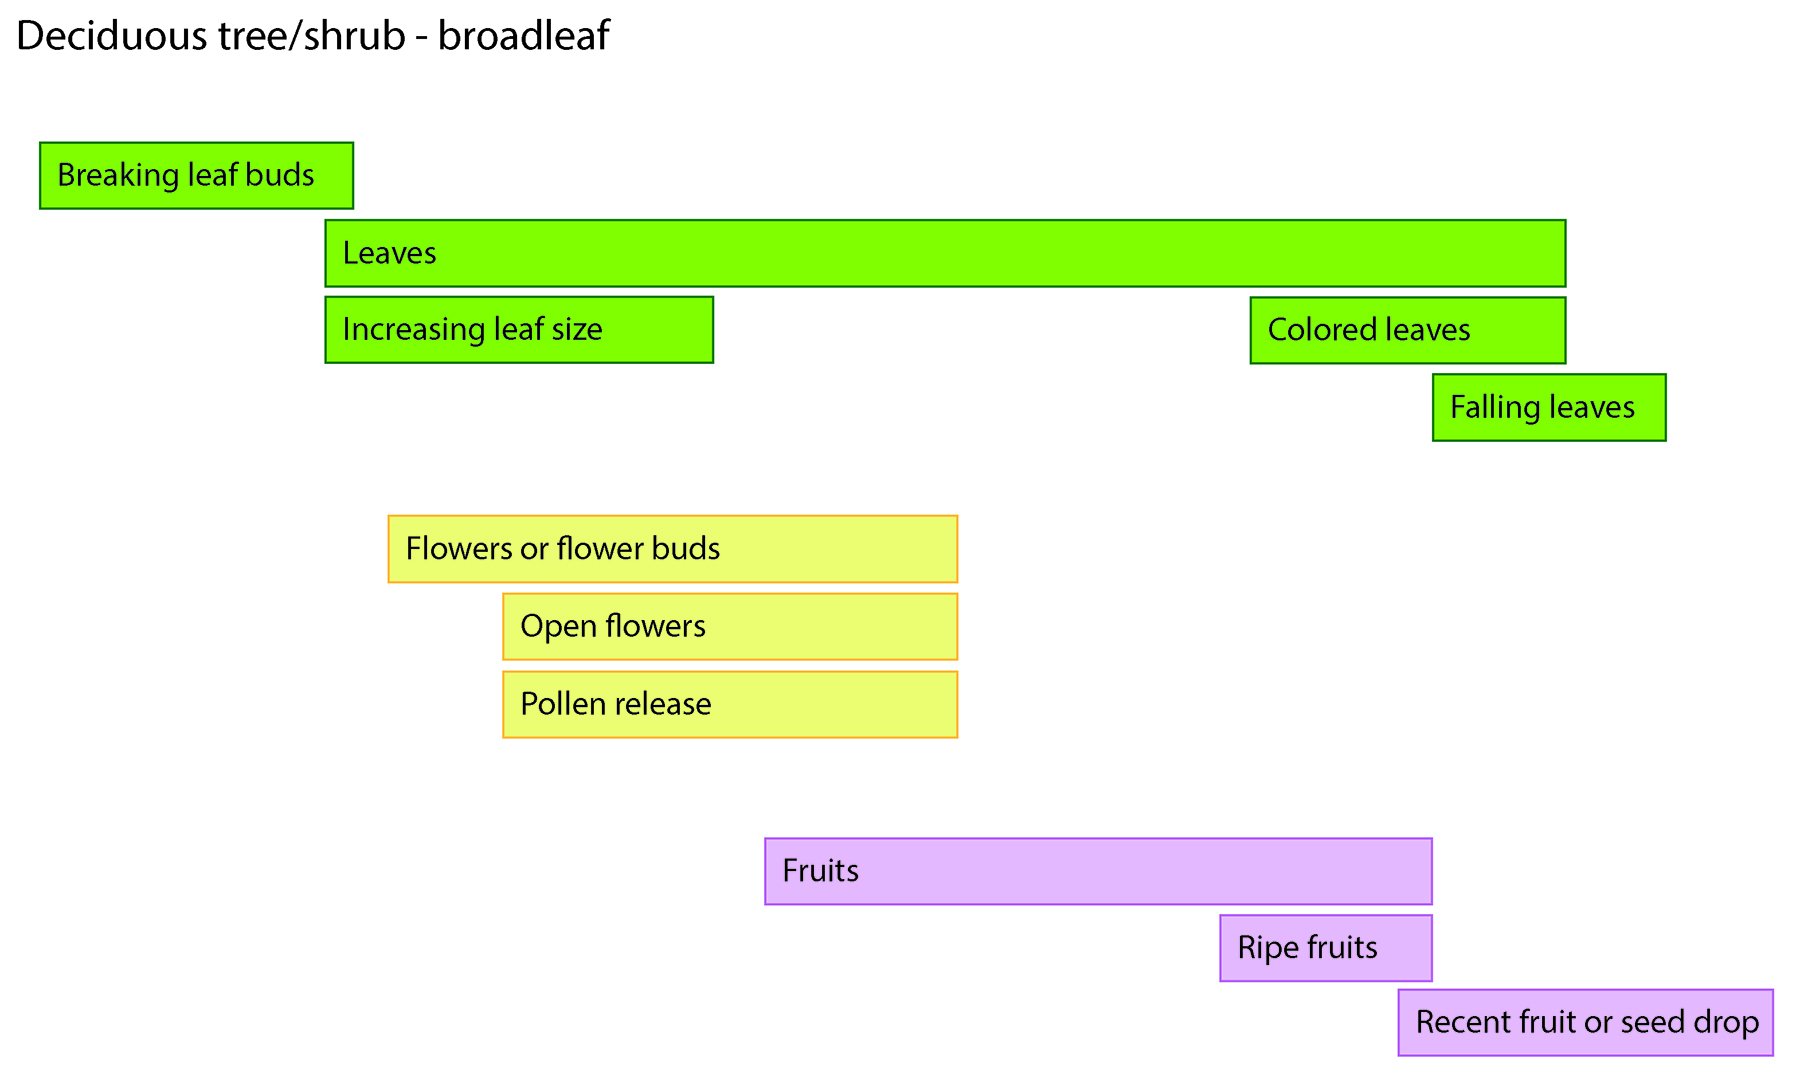 Deciduous tree/shrub - broadleaf
Breaking leaf buds
Leaves
Increasing leaf size
Colored leaves
Falling leaves
Flowers or flower buds
Open flowers
Pollen release
Fruits
Ripe fruits
Recent fruit or seed drop